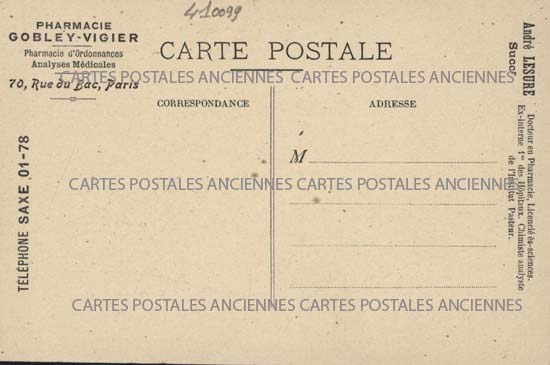 410099
PHARMACIE
GOBLEY-VIGIER
Pharmacie d'Ordonnances
Analyses Médicales
70, Rue du Bac, Paris
CARTE POSTALE
CARTES POSTALES ANCIENNES CARTES POSTALES ANCIENNES
CORRESPONDANCE
ADRESSE
M
CARTES POSTALES ANCIENNES CARTES POSTALES ANCIENNES
CARTES POSTALES ANCIENNES CARTES POSTALES ANCIENNES
TÉLÉPHONE SAXE 01-78
André LESURE
Succr
Docteur en Pharmacie, Licencié ès-sciences.
Ex-interne 1er des Hôpitaux. Chimiste analyste
de l'Institut Pasteur.